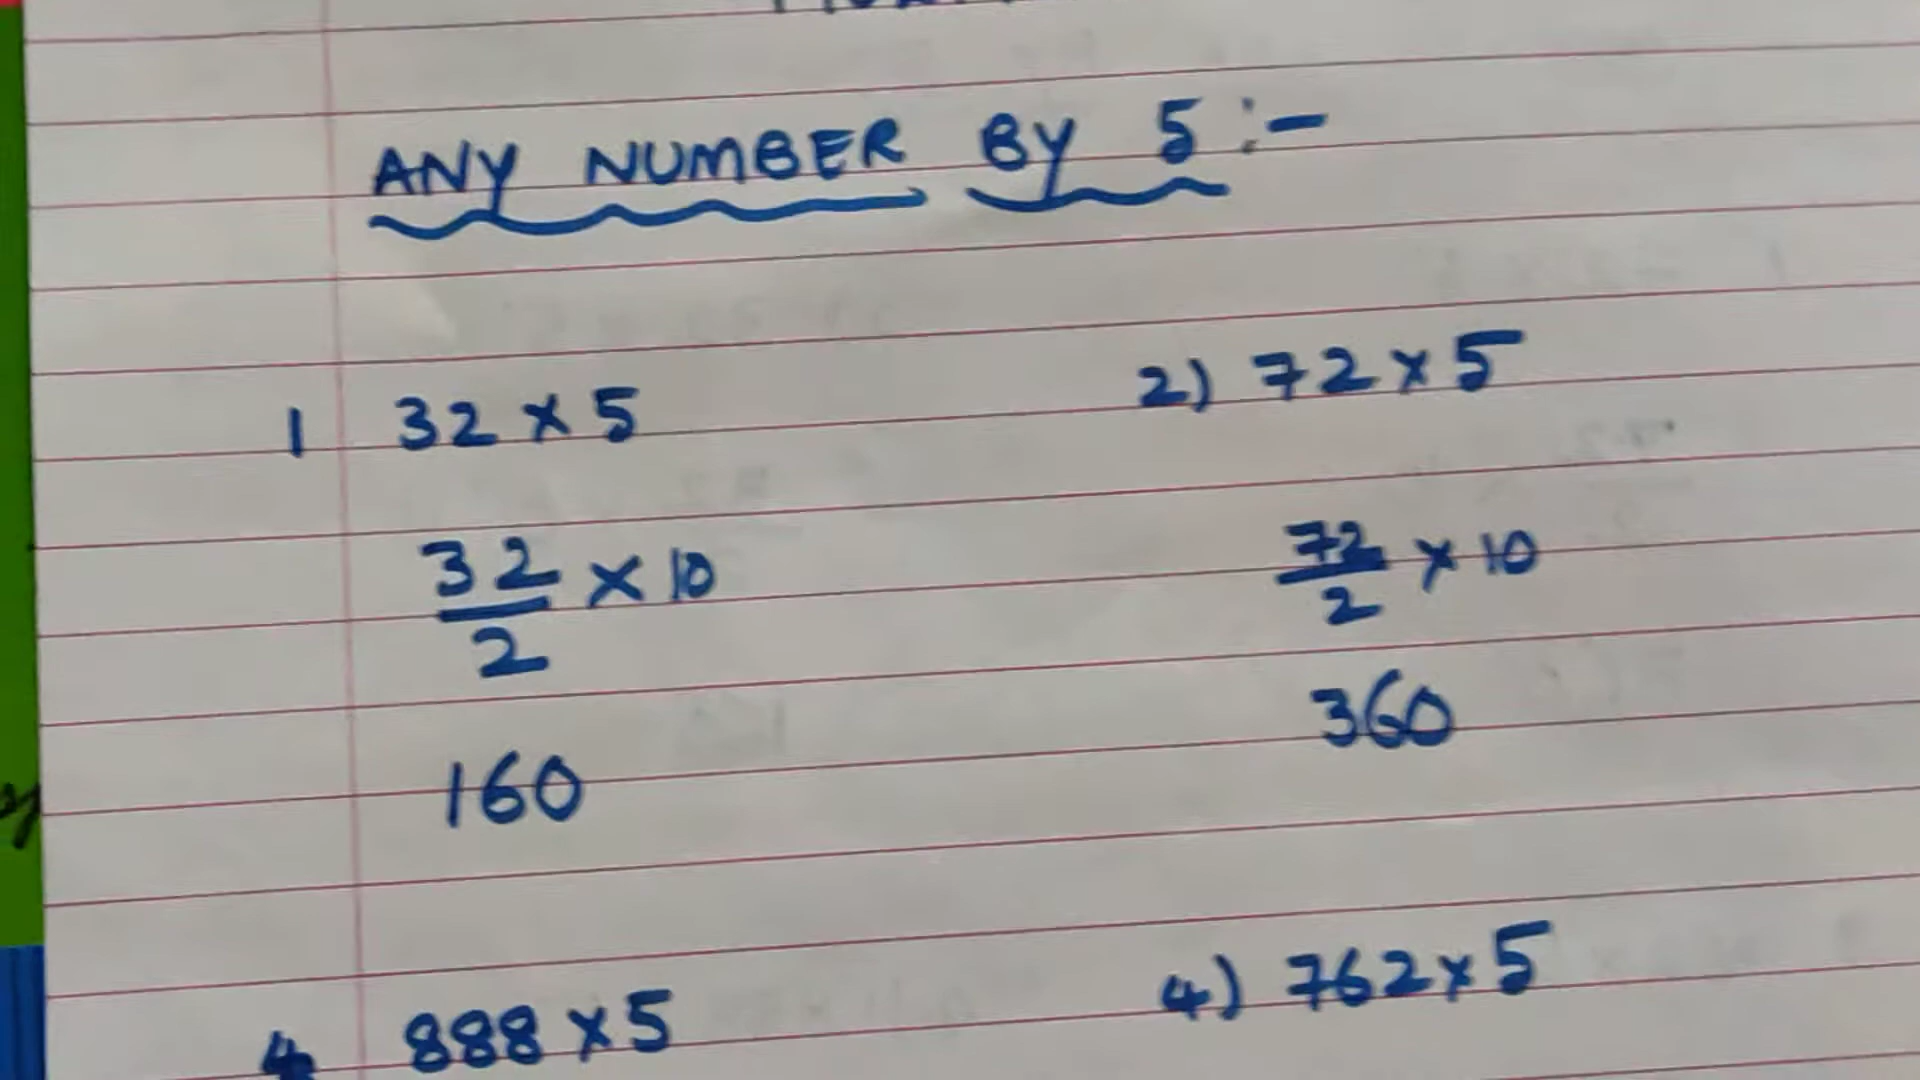 ANY NUMBER BY 5 :-
1 32 x 5
2) 72 x 5
32/2 x 10
72/2 x 10
160
360
4 888 x 5
4) 762 x 5